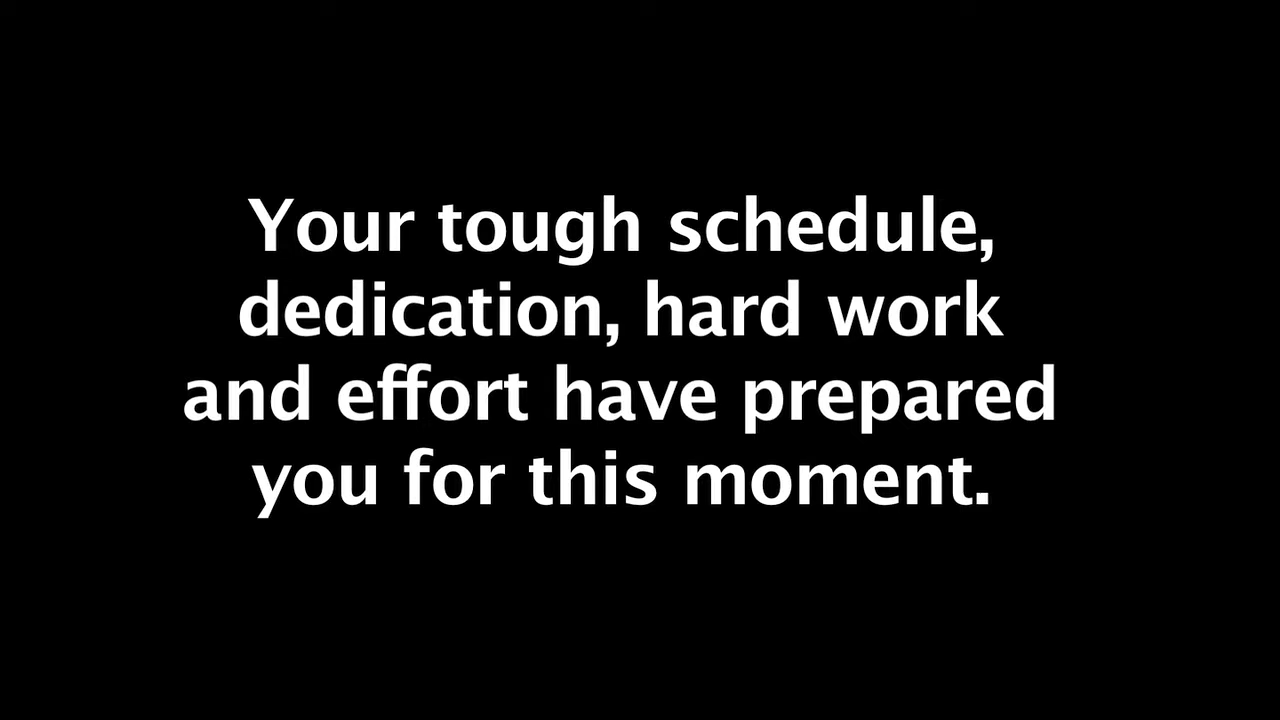 Your tough schedule,
dedication, hard work
and effort have prepared
you for this moment.